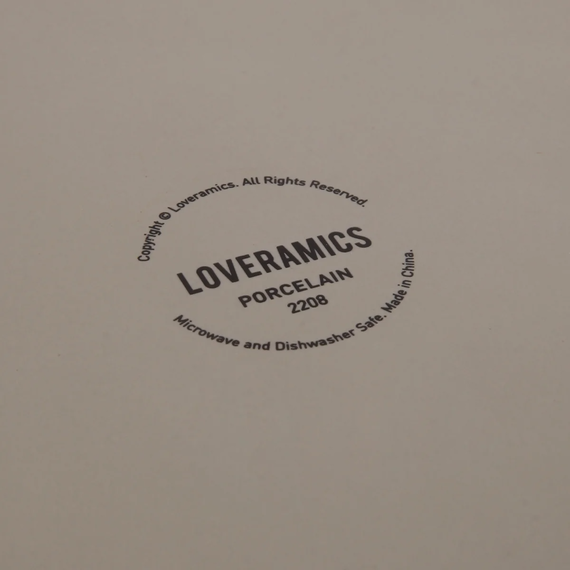 Copyright © Loveramics. All Rights Reserved.
LOVERAMICS
PORCELAIN
2208
Microwave and Dishwasher Safe. Made in China.